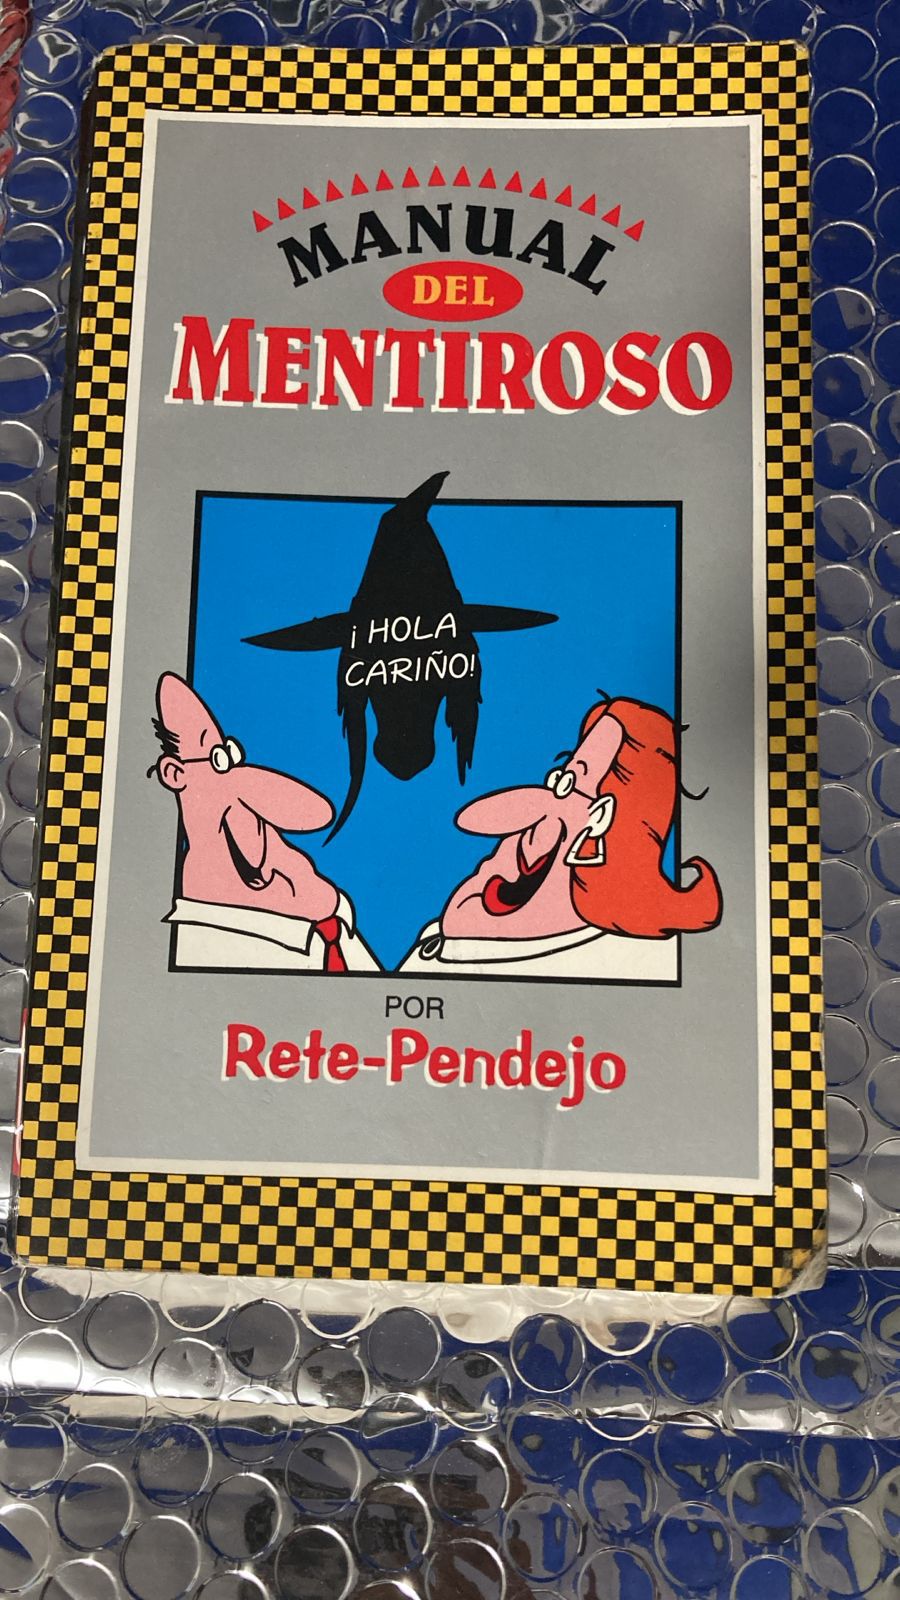 MANUAL
DEL
MENTIROSO
¡HOLA
CARIÑO!
POR
Rete-Pendejo